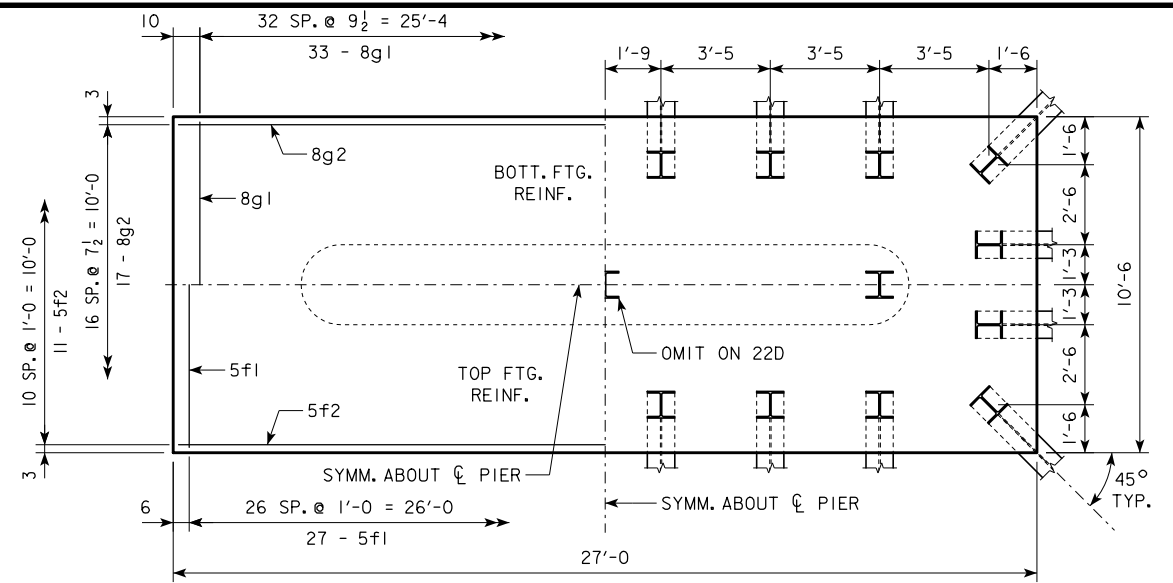 10
32 SP. @ 9½ = 25'-4
33 - 8g1
1'-9
3'-5
3'-5
3'-5
1'-6
3
8g2
8g1
BOTT. FTG.
REINF.
16 SP. @ 7½ = 10'-0
17 - 8g2
10 SP. @ 1'-0 = 10'-0
11 - 5f2
1'-6
2'-6
1'-3
1'-3
2'-6
1'-6
10'-6
OMIT ON 22D
5f1
TOP FTG.
REINF.
5f2
3
SYMM. ABOUT ℄ PIER
SYMM. ABOUT ℄ PIER
45°
TYP.
6
26 SP. @ 1'-0 = 26'-0
27 - 5f1
27'-0